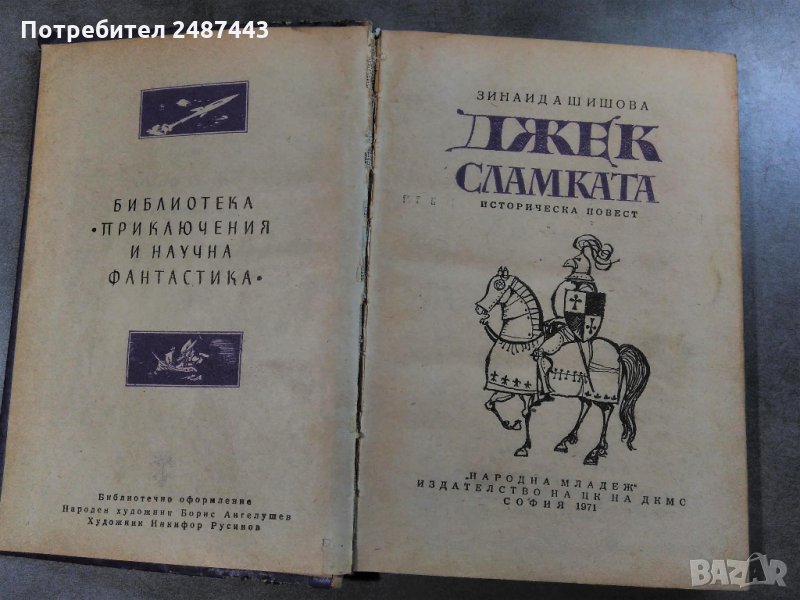 Потребител 2487443
БИБЛИОТЕКА
•ПРИКЛЮЧЕНИЯ
И НАУЧНА
ФАНТАСТИКА•
Библиотечно оформление
Народен художник Борис Ангелушев
Художник Никифор Русинов
ЗИНАИДА ШИШОВА
ДЖЕК
СЛАМКАТА
ИСТОРИЧЕСКА ПОВЕСТ
„НАРОДНА МЛАДЕЖ“
ИЗДАТЕЛСТВО НА ЦК НА ДКМС
СОФИЯ 1971
BAZAR